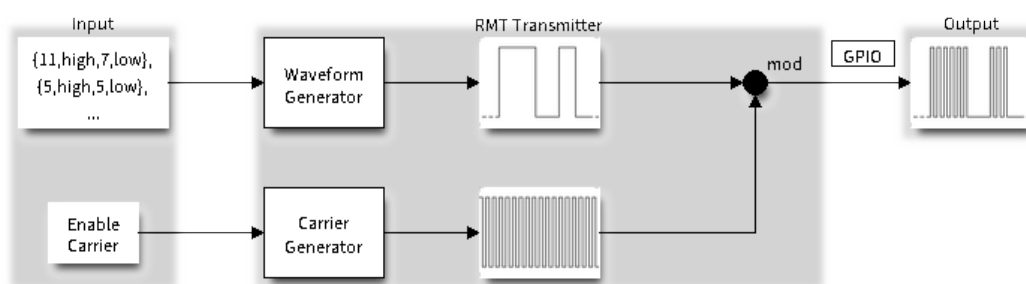 Input
RMT Transmitter
Output
{11,high,7,low},
{5,high,5,low},
...
Waveform
Generator
mod
GPIO
Enable
Carrier
Carrier
Generator